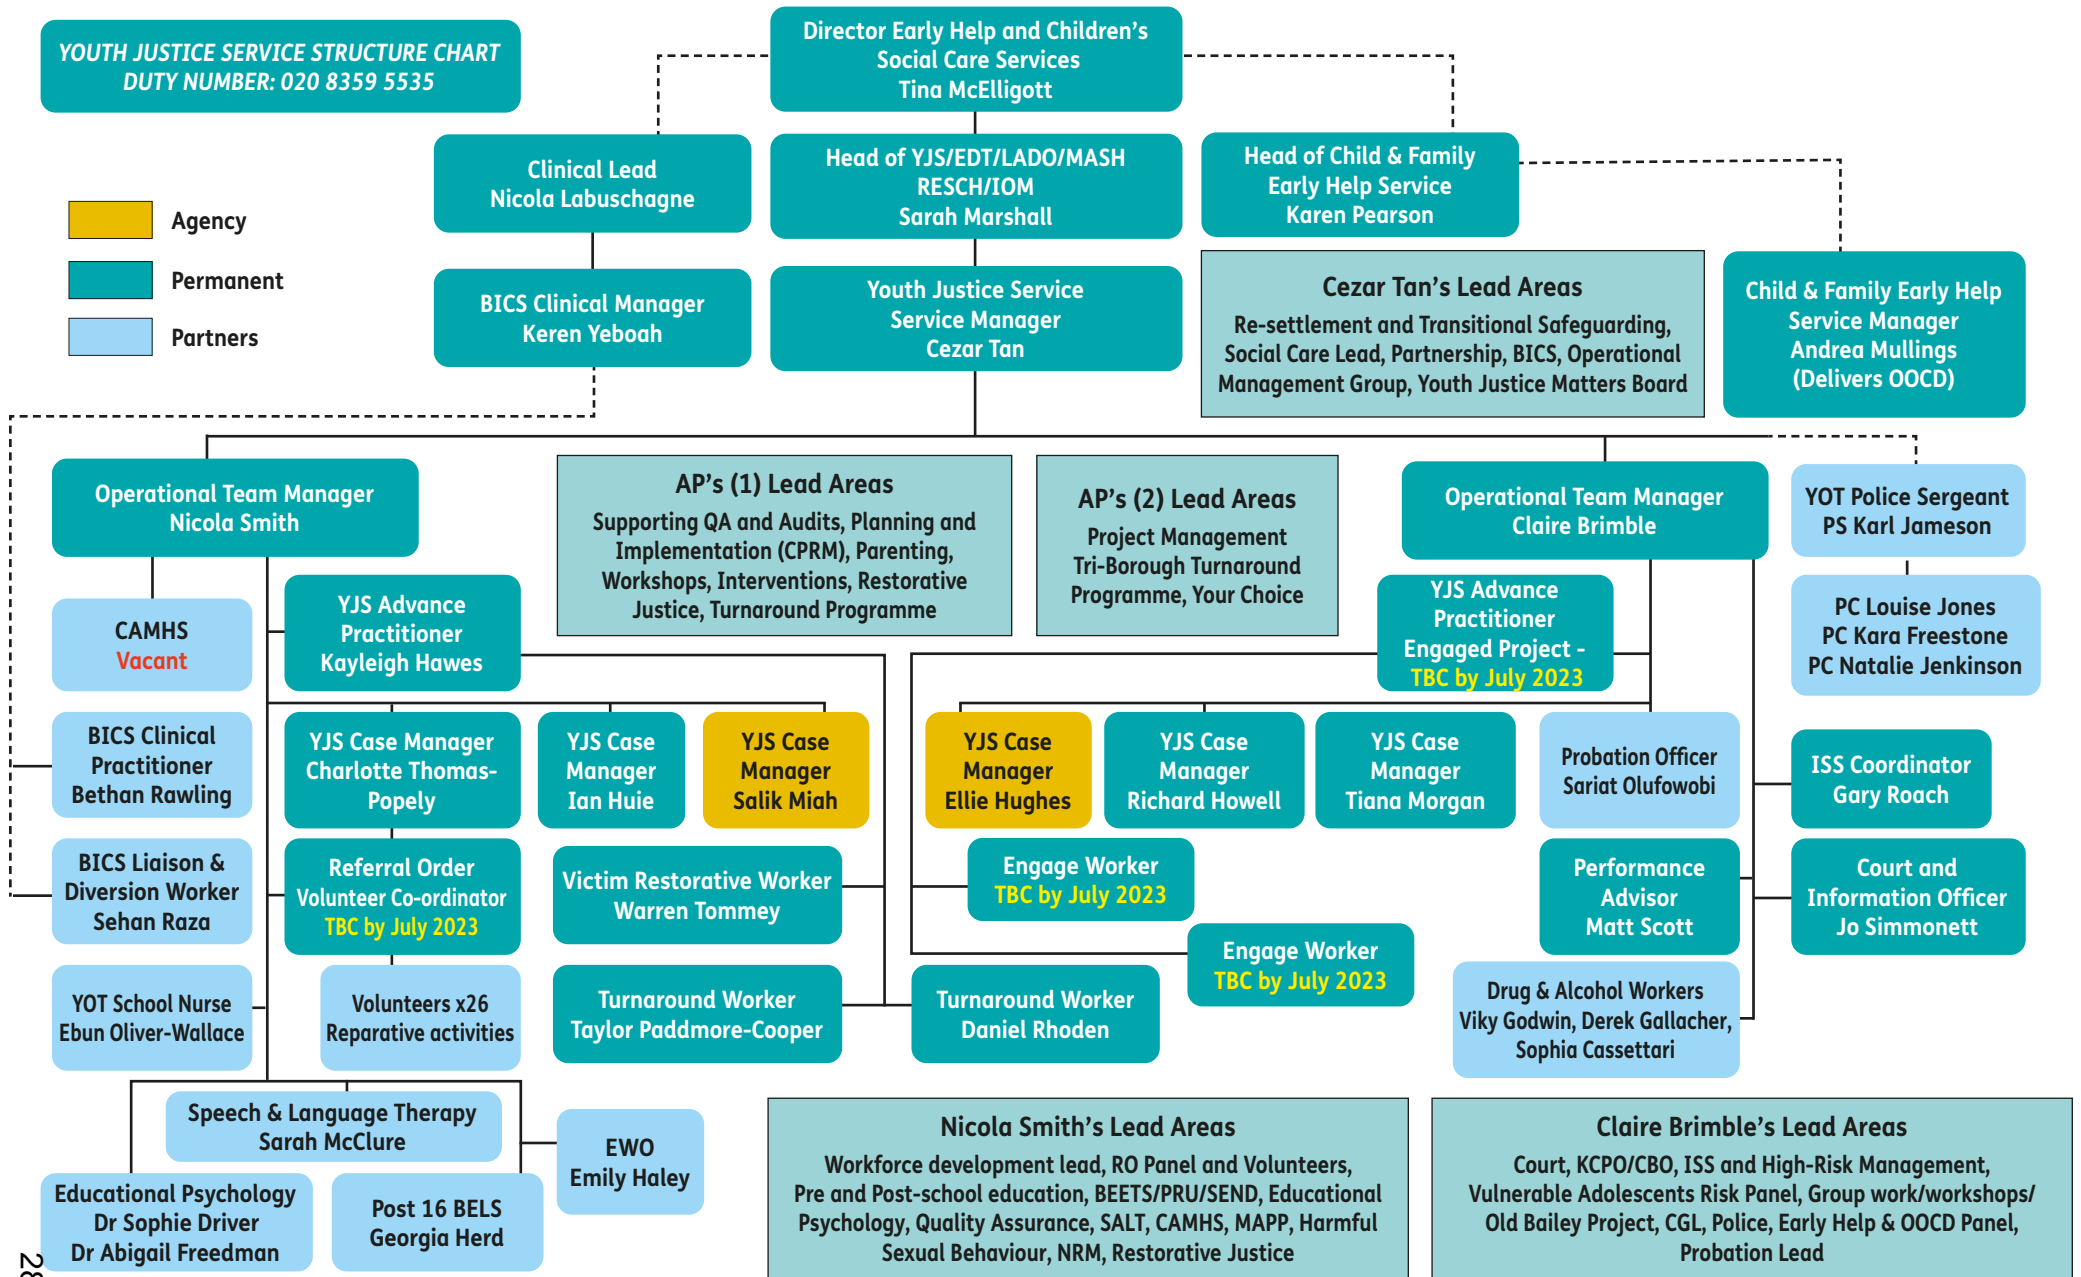 YOUTH JUSTICE SERVICE STRUCTURE CHART
DUTY NUMBER: 020 8359 5535
Director Early Help and Children's
Social Care Services
Tina McElligott
Clinical Lead
Nicola Labuschagne
Head of YJS/EDT/LADO/MASH
RESCH/IOM
Sarah Marshall
Head of Child & Family
Early Help Service
Karen Pearson
Agency
Permanent
Partners
BICS Clinical Manager
Keren Yeboah
Youth Justice Service
Service Manager
Cezar Tan
Cezar Tan's Lead Areas
Re-settlement and Transitional Safeguarding,
Social Care Lead, Partnership, BICS, Operational
Management Group, Youth Justice Matters Board
Child & Family Early Help
Service Manager
Andrea Mullings
(Delivers OOCD)
Operational Team Manager
Nicola Smith
AP's (1) Lead Areas
Supporting QA and Audits, Planning and
Implementation (CPRM), Parenting,
Workshops, Interventions, Restorative
Justice, Turnaround Programme
AP's (2) Lead Areas
Project Management
Tri-Borough Turnaround
Programme, Your Choice
Operational Team Manager
Claire Brimble
YOT Police Sergeant
PS Karl Jameson
CAMHS
Vacant
YJS Advance
Practitioner
Kayleigh Hawes
YJS Advance
Practitioner
Engaged Project -
TBC by July 2023
PC Louise Jones
PC Kara Freestone
PC Natalie Jenkinson
BICS Clinical
Practitioner
Bethan Rawling
YJS Case Manager
Charlotte Thomas-
Popely
YJS Case
Manager
Ian Huie
YJS Case
Manager
Salik Miah
YJS Case
Manager
Ellie Hughes
YJS Case
Manager
Richard Howell
YJS Case
Manager
Tiana Morgan
Probation Officer
Sariat Olufowobi
ISS Coordinator
Gary Roach
BICS Liaison &
Diversion Worker
Sehan Raza
Referral Order
Volunteer Co-ordinator
TBC by July 2023
Victim Restorative Worker
Warren Tommey
Engage Worker
TBC by July 2023
Performance
Advisor
Matt Scott
Court and
Information Officer
Jo Simmonett
Engage Worker
TBC by July 2023
YOT School Nurse
Ebun Oliver-Wallace
Volunteers x26
Reparative activities
Turnaround Worker
Taylor Paddmore-Cooper
Turnaround Worker
Daniel Rhoden
Drug & Alcohol Workers
Viky Godwin, Derek Gallacher,
Sophia Cassettari
Speech & Language Therapy
Sarah McClure
EWO
Emily Haley
Educational Psychology
Dr Sophie Driver
Dr Abigail Freedman
Post 16 BELS
Georgia Herd
Nicola Smith's Lead Areas
Workforce development lead, RO Panel and Volunteers,
Pre and Post-school education, BEETS/PRU/SEND, Educational
Psychology, Quality Assurance, SALT, CAMHS, MAPP, Harmful
Sexual Behaviour, NRM, Restorative Justice
Claire Brimble's Lead Areas
Court, KCPO/CBO, ISS and High-Risk Management,
Vulnerable Adolescents Risk Panel, Group work/workshops/
Old Bailey Project, CGL, Police, Early Help & OOCD Panel,
Probation Lead
28